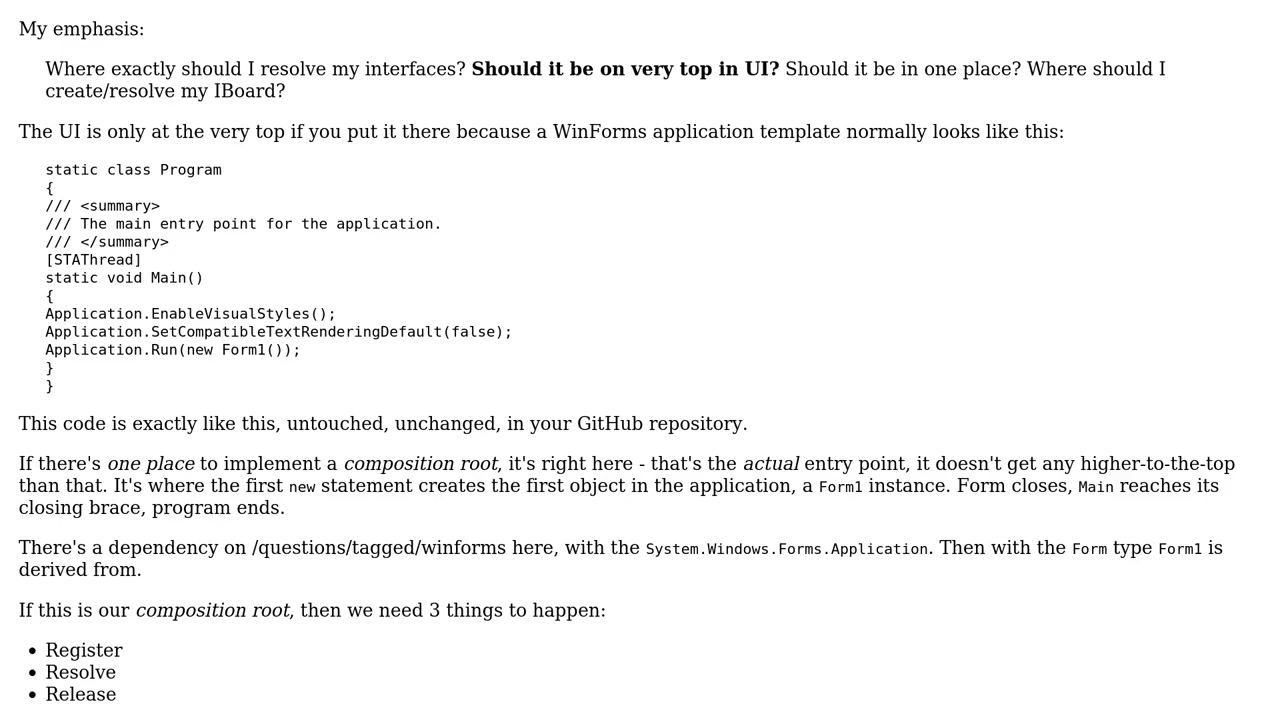 My emphasis:
Where exactly should I resolve my interfaces? Should it be on very top in UI? Should it be in one place? Where should I
create/resolve my IBoard?
The UI is only at the very top if you put it there because a WinForms application template normally looks like this:
static class Program
{
/// <summary>
/// The main entry point for the application.
/// </summary>
[STAThread]
static void Main()
{
Application.EnableVisualStyles();
Application.SetCompatibleTextRenderingDefault(false);
Application.Run(new Form1());
}
}
This code is exactly like this, untouched, unchanged, in your GitHub repository.
If there's one place to implement a composition root, it's right here - that's the actual entry point, it doesn't get any higher-to-the-top
than that. It's where the first new statement creates the first object in the application, a Form1 instance. Form closes, Main reaches its
closing brace, program ends.
There's a dependency on /questions/tagged/winforms here, with the System.Windows.Forms.Application. Then with the Form type Form1 is
derived from.
If this is our composition root, then we need 3 things to happen:
• Register
• Resolve
• Release